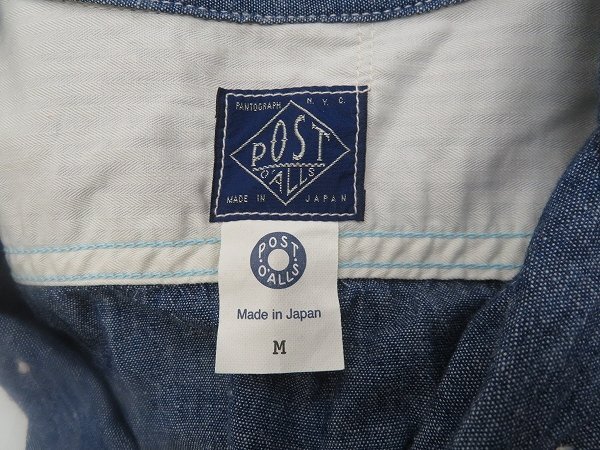 PANTOGRAPH N.Y.C.
POST
O'ALLS
MADE IN JAPAN
POST
O'ALLS
Made in Japan
M